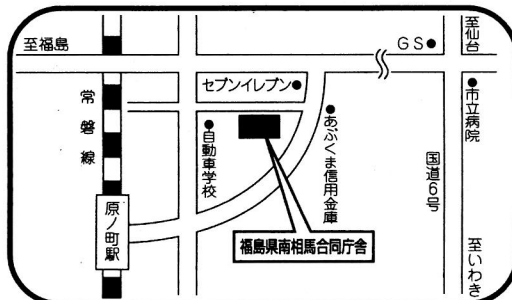 至福島
GS
至仙台
セブンイレブン
市立病院
常磐線
自動車学校
あぶくま信用金庫
国道6号
原ノ町駅
福島県南相馬合同庁舎
至いわき